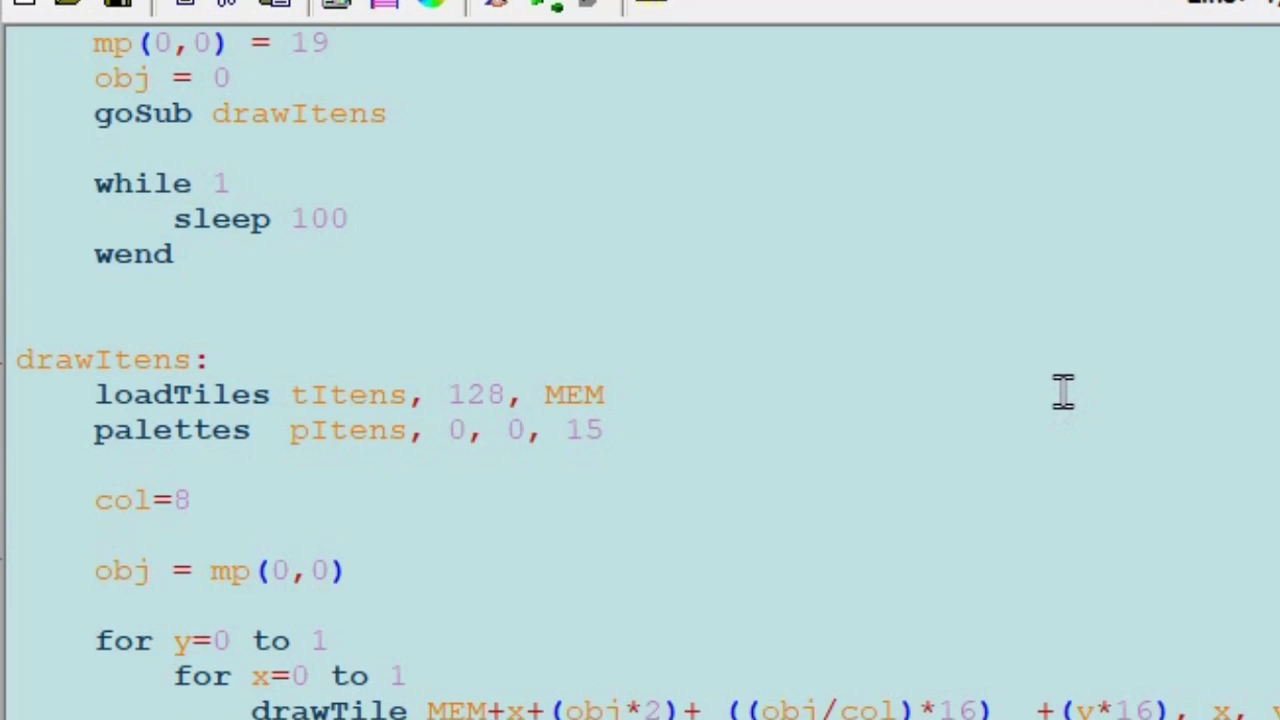 mp(0,0) = 19
obj = 0
goSub drawItens
while 1
sleep 100
wend
drawItens:
loadTiles tItens, 128, MEM
palettes pItens, 0, 0, 15
col=8
obj = mp(0,0)
for y=0 to 1
for x=0 to 1
drawTile MEM+x+(obj*2)+ ((obj/col)*16) +(y*16), x,